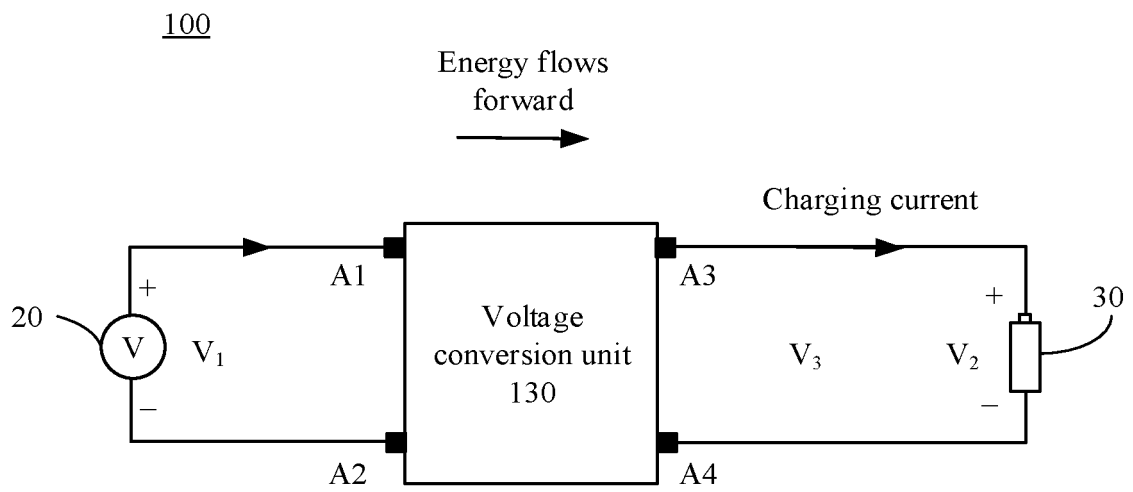 100
Energy flows
forward
Charging current
A1
A3
+
+
20
30
V
V₁
Voltage
conversion unit
130
V₃
V₂
−
−
A2
A4